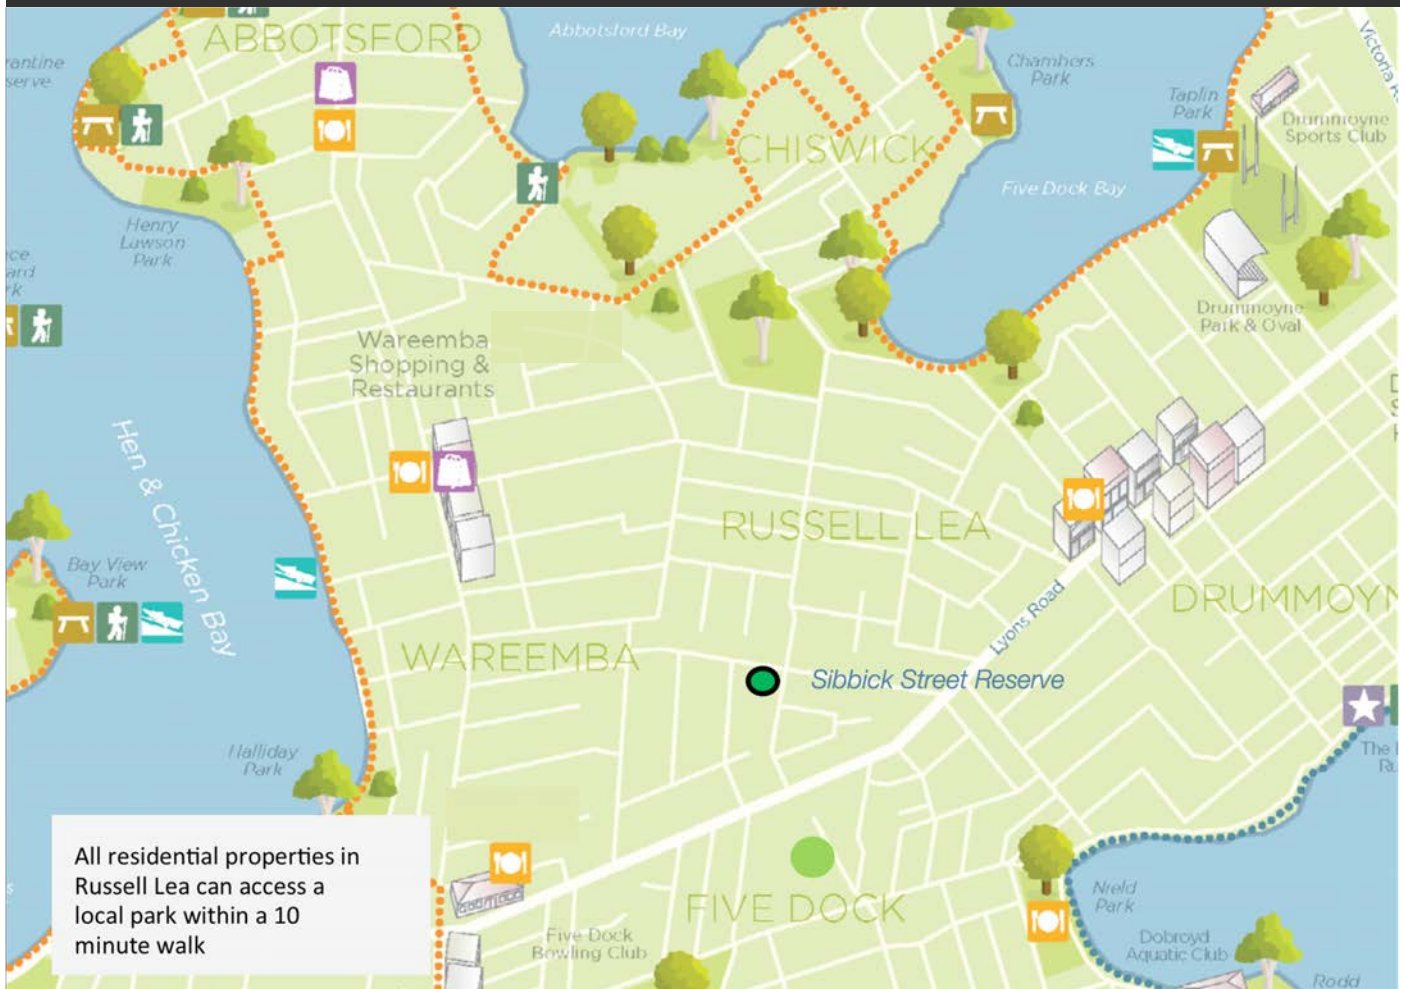 ABBOTSFORD
Abbotsford Bay
Chambers
Park
Victoria
Taplin
Park
Drummoyne
Sports Club
CHISWICK
Five Dock Bay
Henry
Lawson
Park
Drummoyne
Park & Oval
Wareemba
Shopping &
Restaurants
Hen & Chicken Bay
RUSSELL LEA
Bay View
Park
DRUMMOYN
Lyons Road
WAREEMBA
Sibbick Street Reserve
Halliday
Park
The
All residential properties in
Russell Lea can access a
local park within a 10
minute walk
FIVE DOCK
Nield
Park
Five Dock
Bowling Club
Dobroyd
Aquatic Club
Rodd